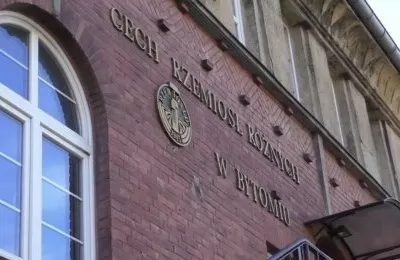 CECH RZEMIOSŁ RÓŻNYCH
W BYTOMIU